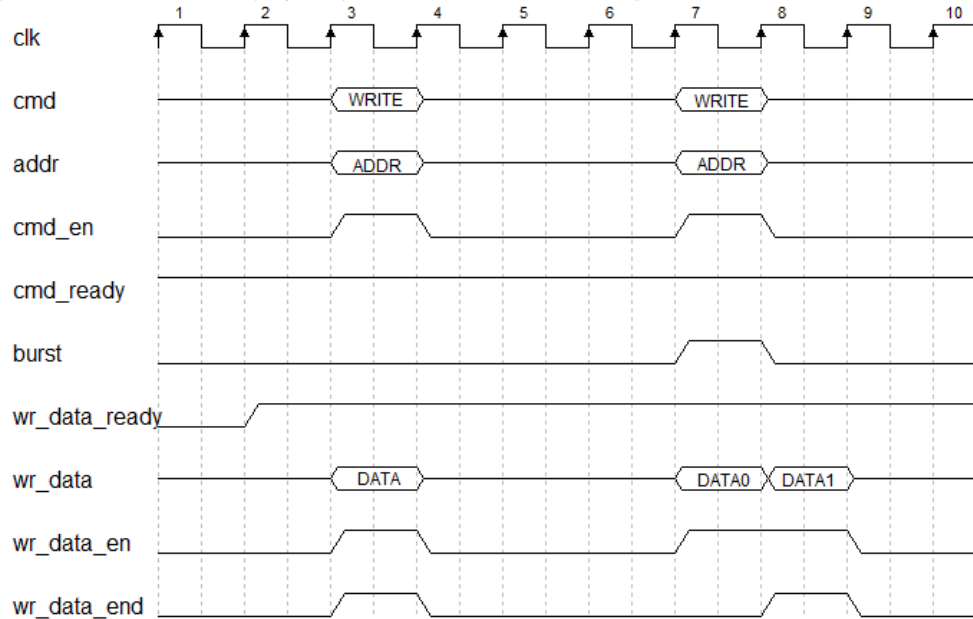 1 2 3 4 5 6 7 8 9 10
clk
cmd WRITE WRITE
addr ADDR ADDR
cmd_en
cmd_ready
burst
wr_data_ready
wr_data DATA DATA0 DATA1
wr_data_en
wr_data_end